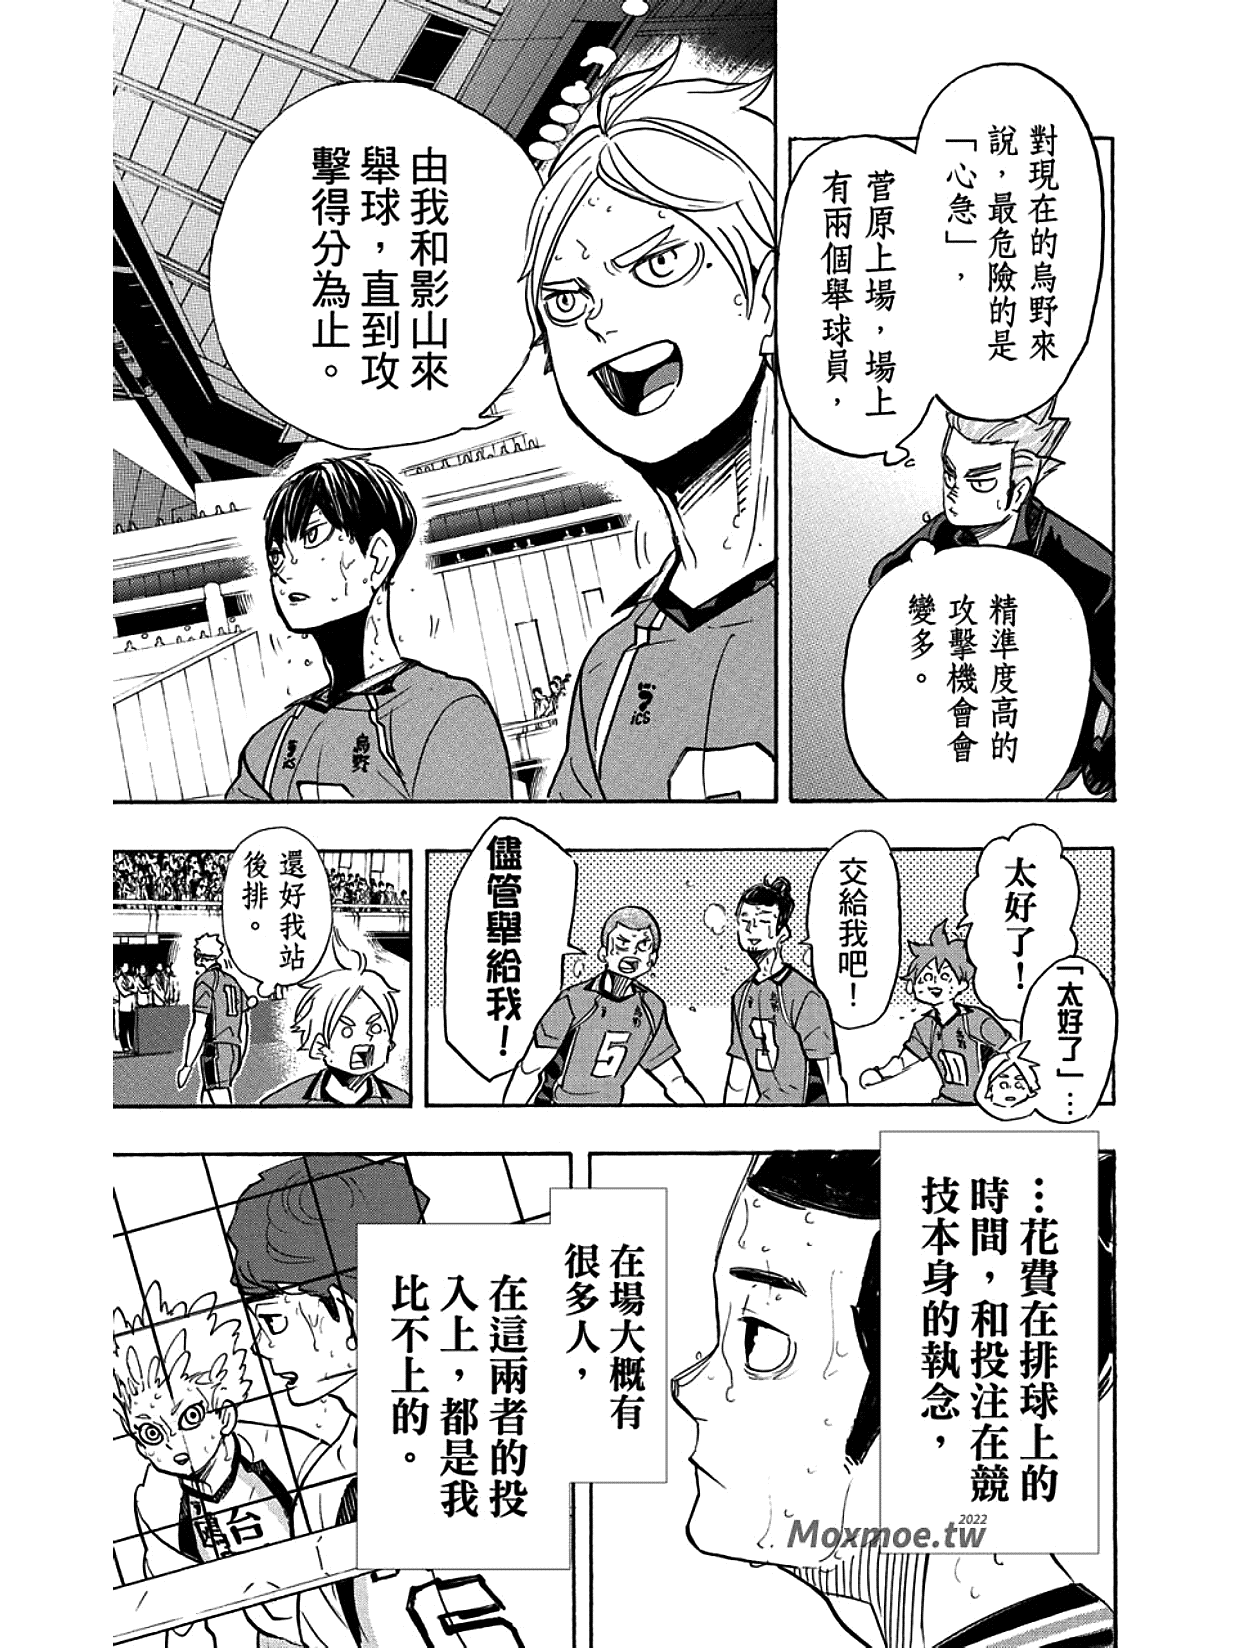 對現在的烏野來
說，最危險的是
「心急」，
菅原上場，場上
有兩個舉球員，
精準度高的
攻擊機會會
變多。
由我和影山來
舉球，直到攻
擊得分為止。
烏野
ics
太好了！
「太好了」…
交給我吧！
儘管舉給我！
5
還好我站
後排。
11
…花費在排球上的
時間，和投注在競
技本身的執念，
在場大概有
很多人，
在這兩者的投
入上，都是我
比不上的。
台
Moxmoe.tw
2022